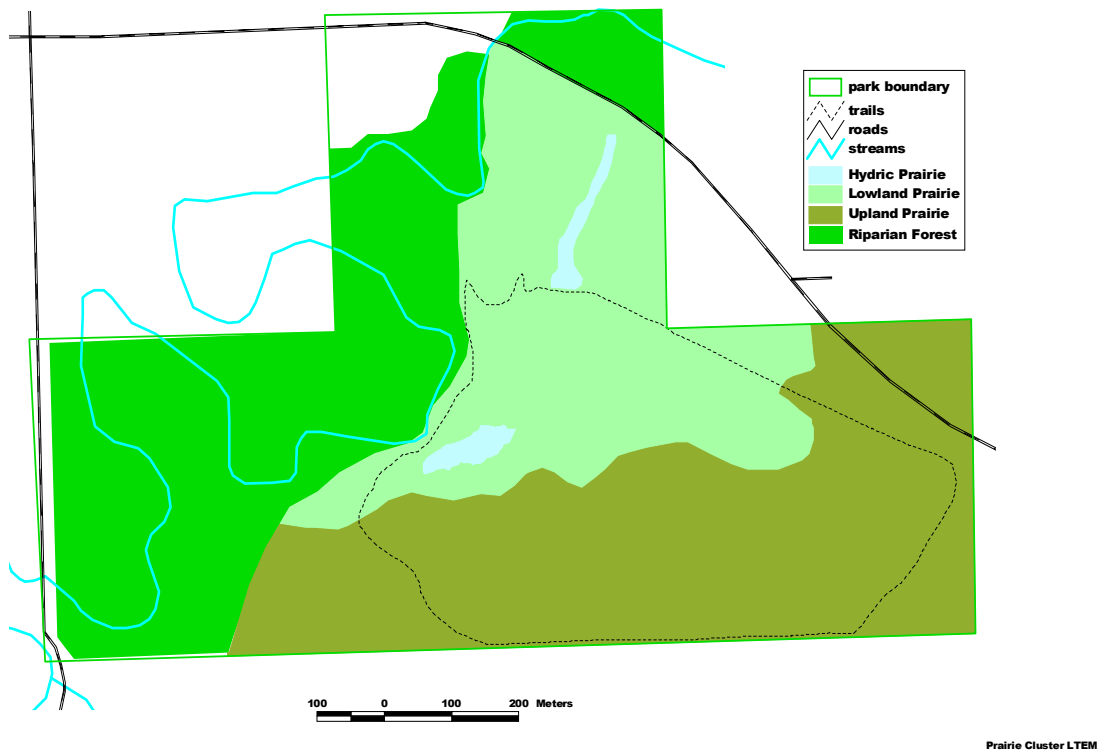 park boundary
trails
roads
streams
Hydric Prairie
Lowland Prairie
Upland Prairie
Riparian Forest
100 0 100 200 Meters
Prairie Cluster LTEM